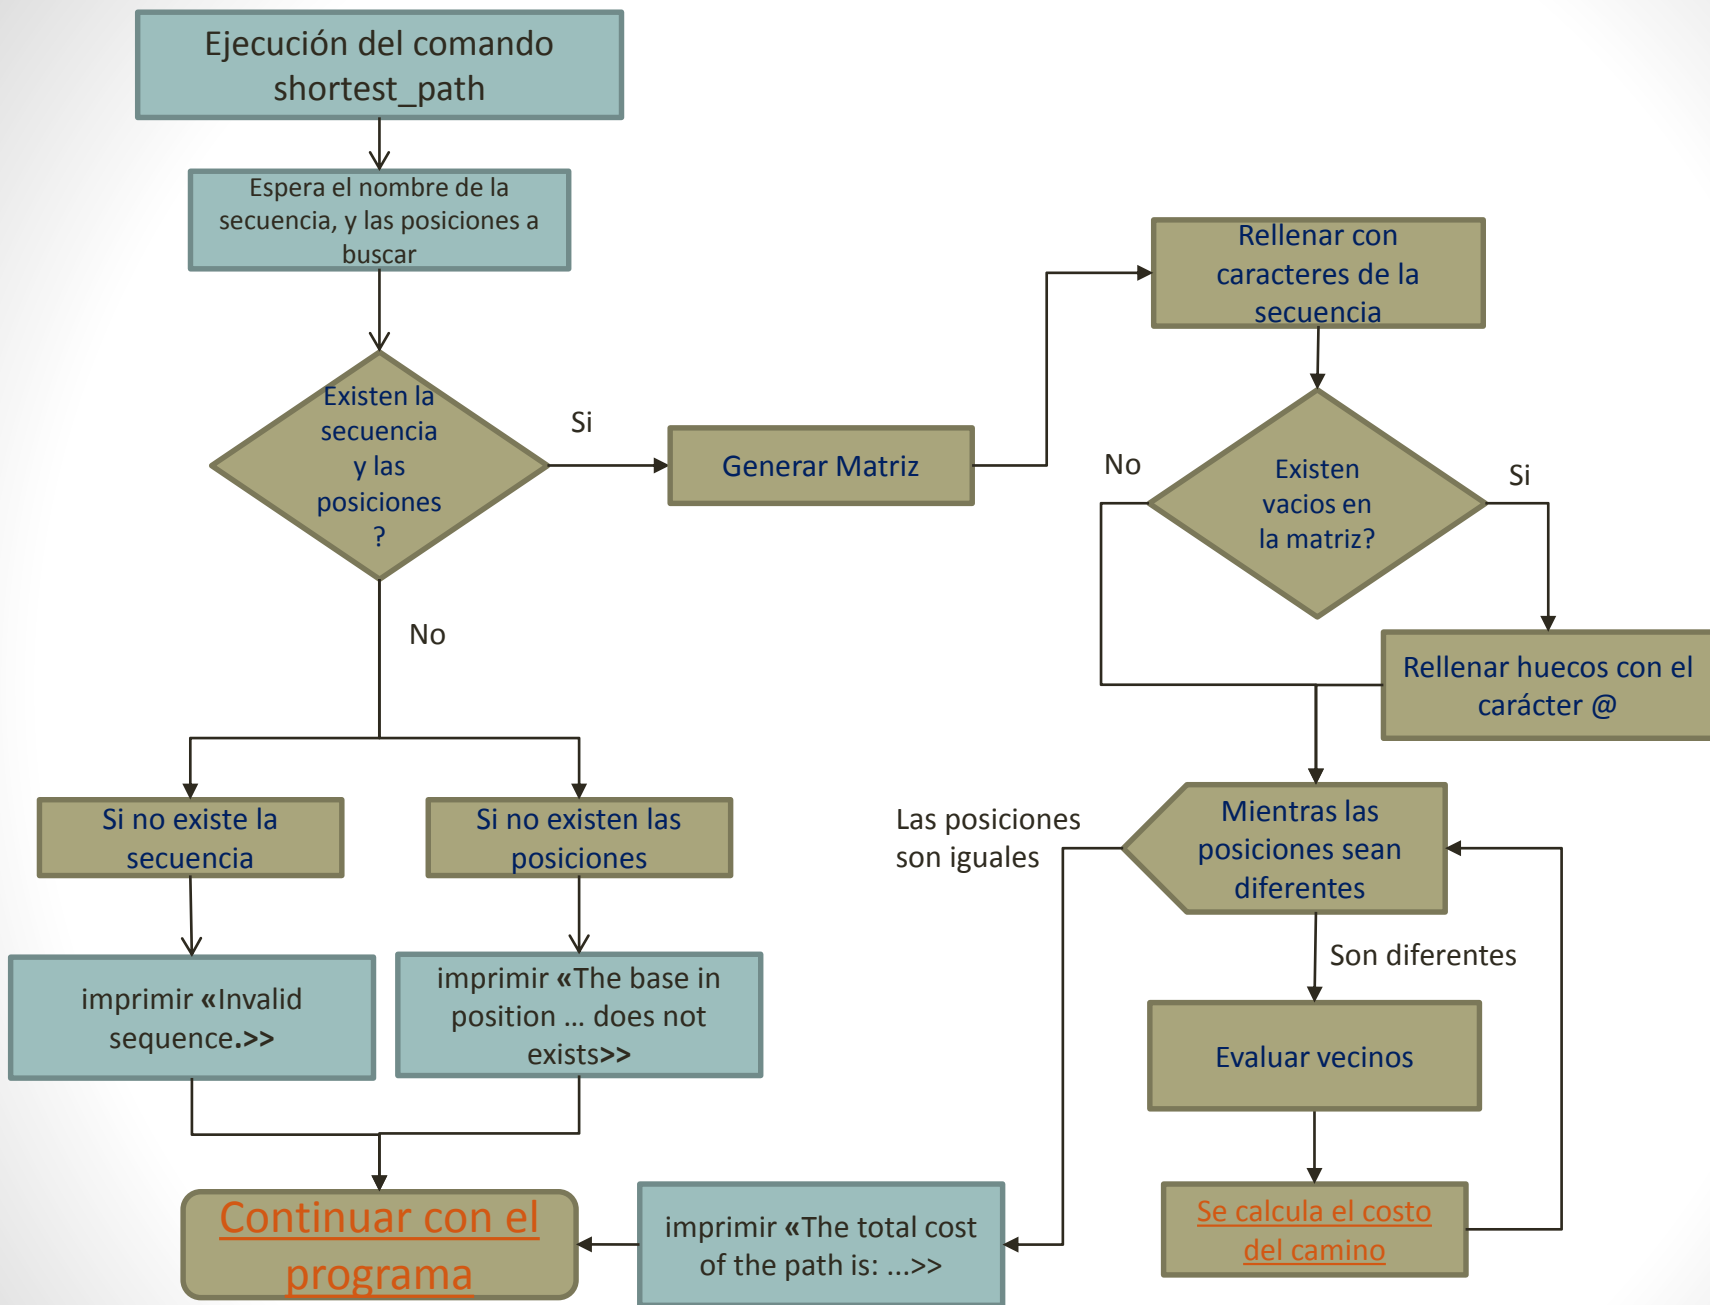 Ejecución del comando
shortest_path
Espera el nombre de la
secuencia, y las posiciones a
buscar
Existen la
secuencia
y las
posiciones
?
Si
No
Generar Matriz
Rellenar con
caracteres de la
secuencia
Existen
vacios en
la matriz?
No
Si
Rellenar huecos con el
carácter @
Si no existe la
secuencia
Si no existen las
posiciones
imprimir «Invalid
sequence.>>
imprimir «The base in
position ... does not
exists>>
Las posiciones
son iguales
Mientras las
posiciones sean
diferentes
Son diferentes
Evaluar vecinos
Se calcula el costo
del camino
imprimir «The total cost
of the path is: ...>>
Continuar con el
programa